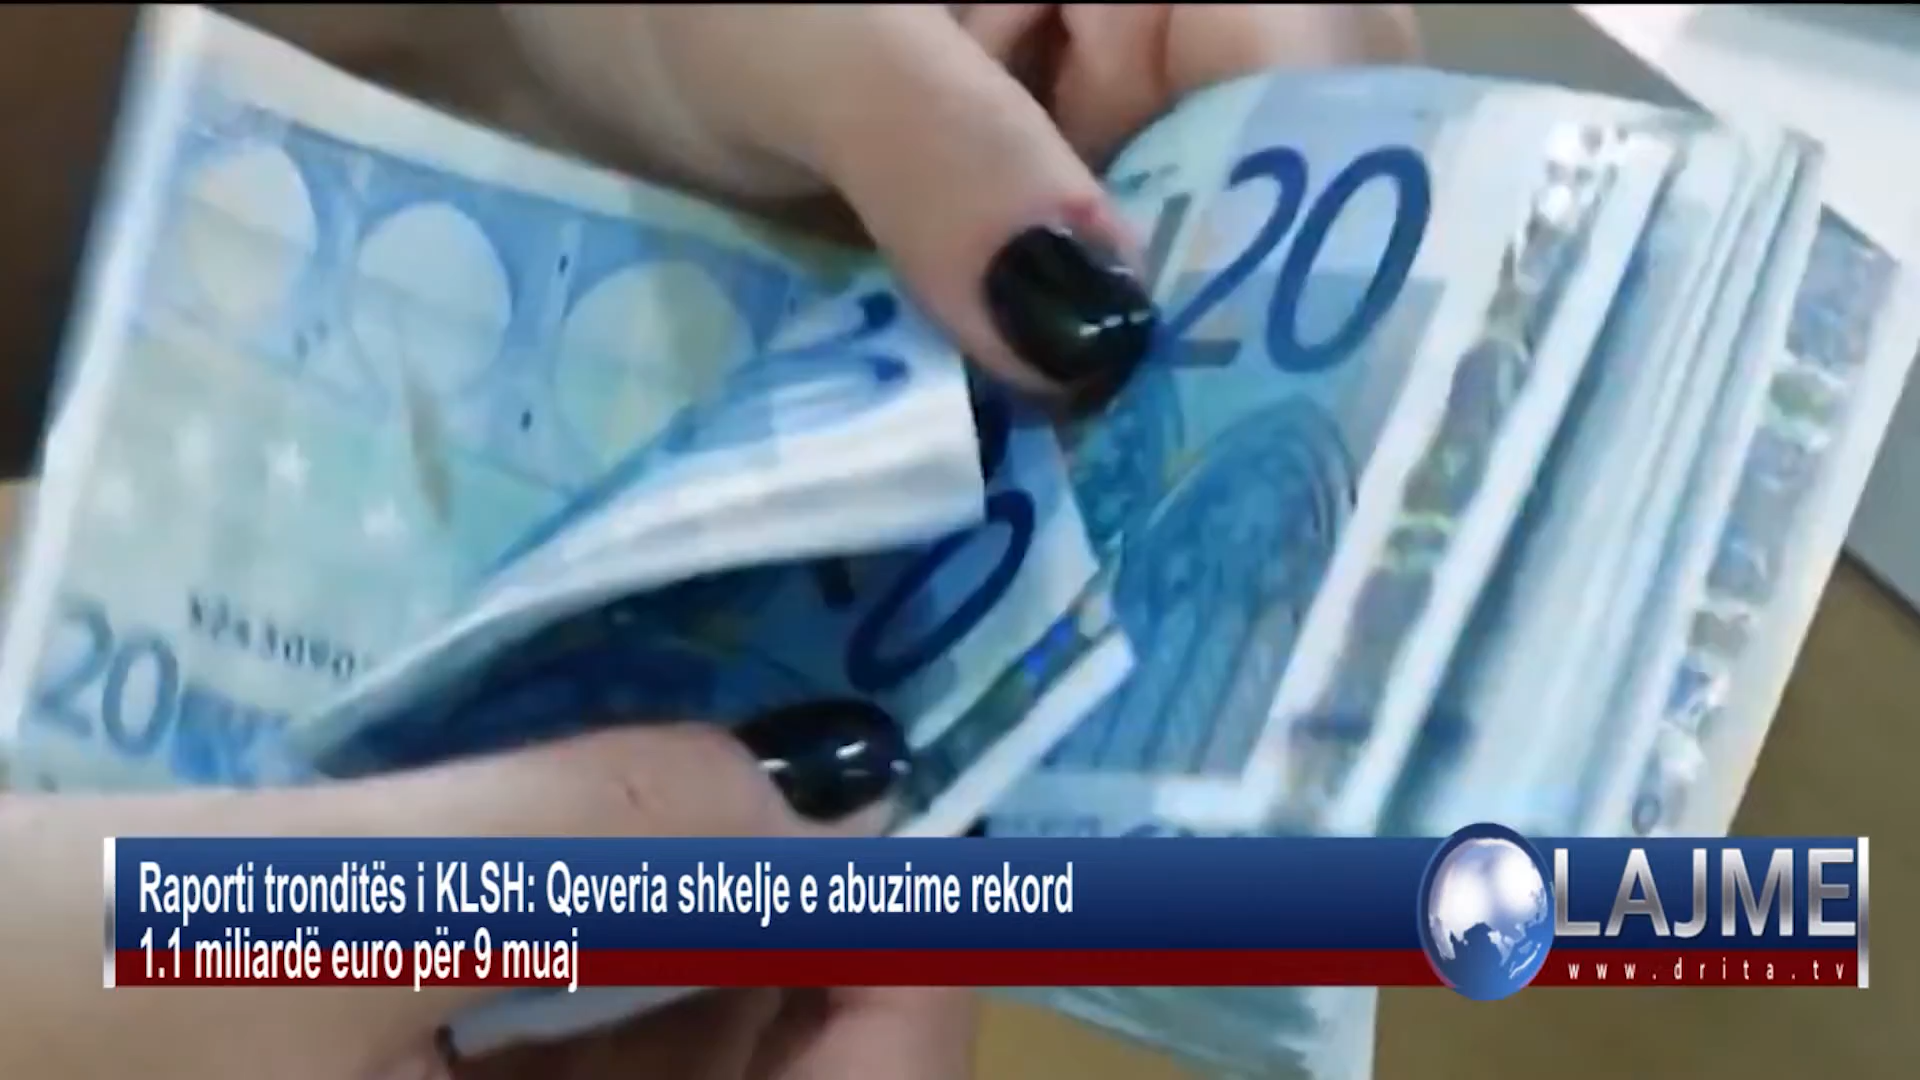 20
20
0
Raporti tronditës i KLSH: Qeveria shkelje e abuzime rekord
1.1 miliardë euro për 9 muaj
LAJME
www.drita.tv